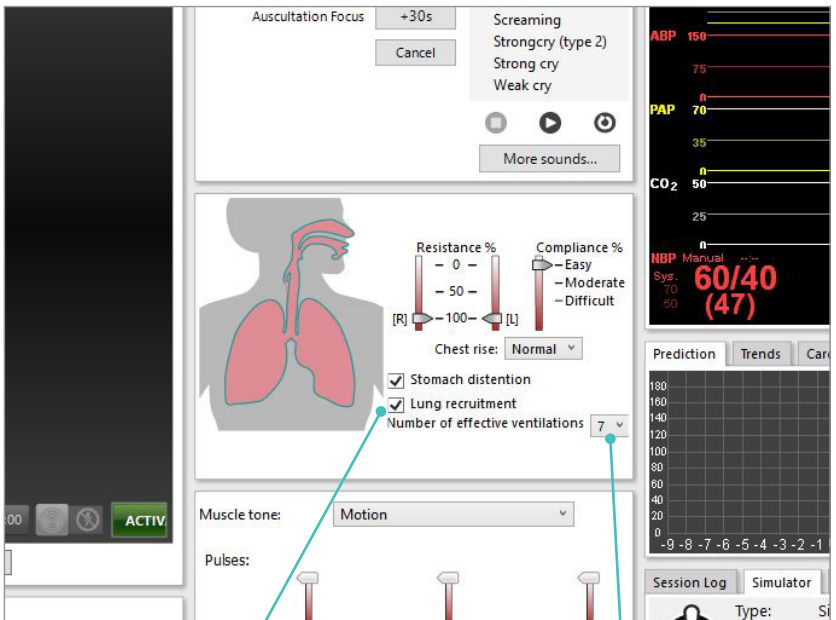 Auscultation Focus
+30s
Cancel
Screaming
Strongcry (type 2)
Strong cry
Weak cry
More sounds...
Resistance %
Compliance %
0
50
[R] 100 [L]
Easy
Moderate
Difficult
Chest rise: Normal
Stomach distention
Lung recruitment
Number of effective ventilations 7
:00
ACTIV
Muscle tone: Motion
Pulses:
ABP 150
75
0
PAP 70
35
0
CO2 50
25
0
NBP Manual --:--
Sys.
70
50
60/40
(47)
Prediction Trends Car
180
160
140
120
100
80
60
40
20
0
-9 -8 -7 -6 -5 -4 -3 -2 -1
Session Log Simulator
Type: Si